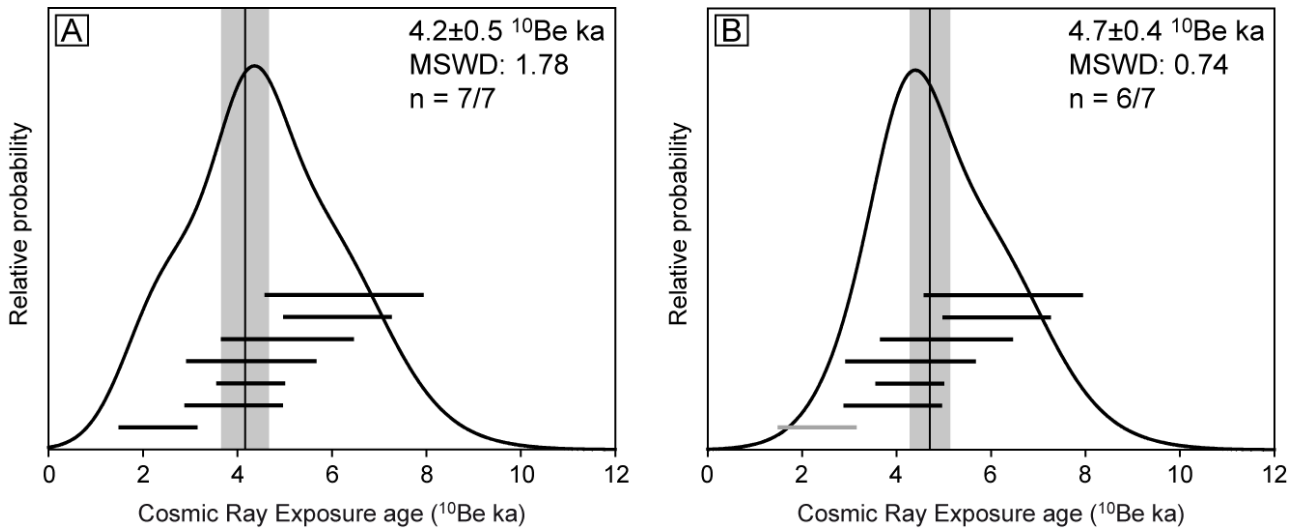 A
4.2±0.5 ¹⁰Be ka
MSWD: 1.78
n = 7/7
Relative probability
0 2 4 6 8 10 12
Cosmic Ray Exposure age (¹⁰Be ka)
B
4.7±0.4 ¹⁰Be ka
MSWD: 0.74
n = 6/7
Relative probability
0 2 4 6 8 10 12
Cosmic Ray Exposure age (¹⁰Be ka)